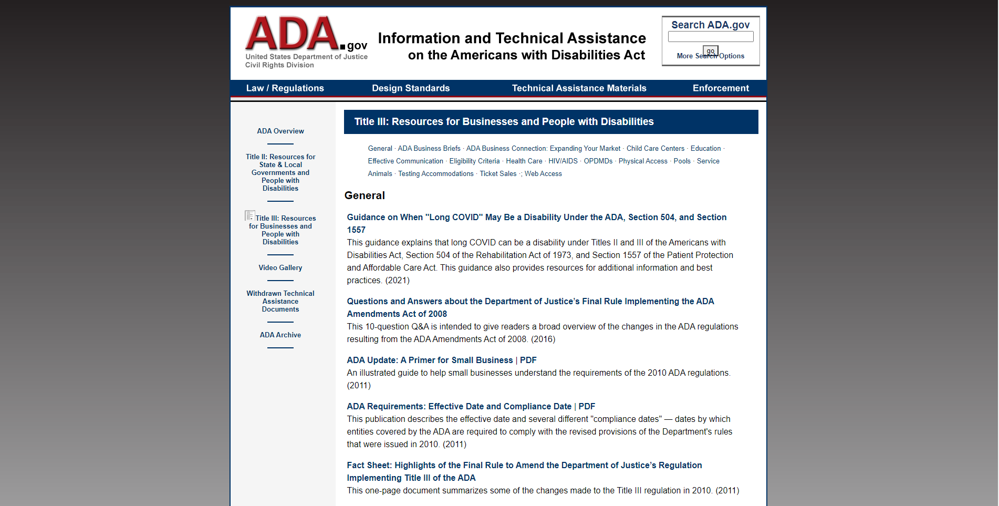 ADA.gov
United States Department of Justice
Civil Rights Division
Information and Technical Assistance
on the Americans with Disabilities Act
Search ADA.gov
go
More Search Options
Law / Regulations
Design Standards
Technical Assistance Materials
Enforcement
ADA Overview
Title II: Resources for
State & Local
Governments and
People with
Disabilities
Title III: Resources
for Businesses and
People with
Disabilities
Video Gallery
Withdrawn Technical
Assistance
Documents
ADA Archive
Title III: Resources for Businesses and People with Disabilities
General · ADA Business Briefs · ADA Business Connection: Expanding Your Market · Child Care Centers · Education ·
Effective Communication · Eligibility Criteria · Health Care · HIV/AIDS · OPDMDs · Physical Access · Pools · Service
Animals · Testing Accommodations · Ticket Sales ·; Web Access
General
Guidance on When "Long COVID" May Be a Disability Under the ADA, Section 504, and Section
1557
This guidance explains that long COVID can be a disability under Titles II and III of the Americans with
Disabilities Act, Section 504 of the Rehabilitation Act of 1973, and Section 1557 of the Patient Protection
and Affordable Care Act. This guidance also provides resources for additional information and best
practices. (2021)
Questions and Answers about the Department of Justice’s Final Rule Implementing the ADA
Amendments Act of 2008
This 10-question Q&A is intended to give readers a broad overview of the changes in the ADA regulations
resulting from the ADA Amendments Act of 2008. (2016)
ADA Update: A Primer for Small Business | PDF
An illustrated guide to help small businesses understand the requirements of the 2010 ADA regulations.
(2011)
ADA Requirements: Effective Date and Compliance Date | PDF
This publication describes the effective date and several different "compliance dates" — dates by which
entities covered by the ADA are required to comply with the revised provisions of the Department's rules
that were issued in 2010. (2011)
Fact Sheet: Highlights of the Final Rule to Amend the Department of Justice’s Regulation
Implementing Title III of the ADA
This one-page document summarizes some of the changes made to the Title III regulation in 2010. (2011)